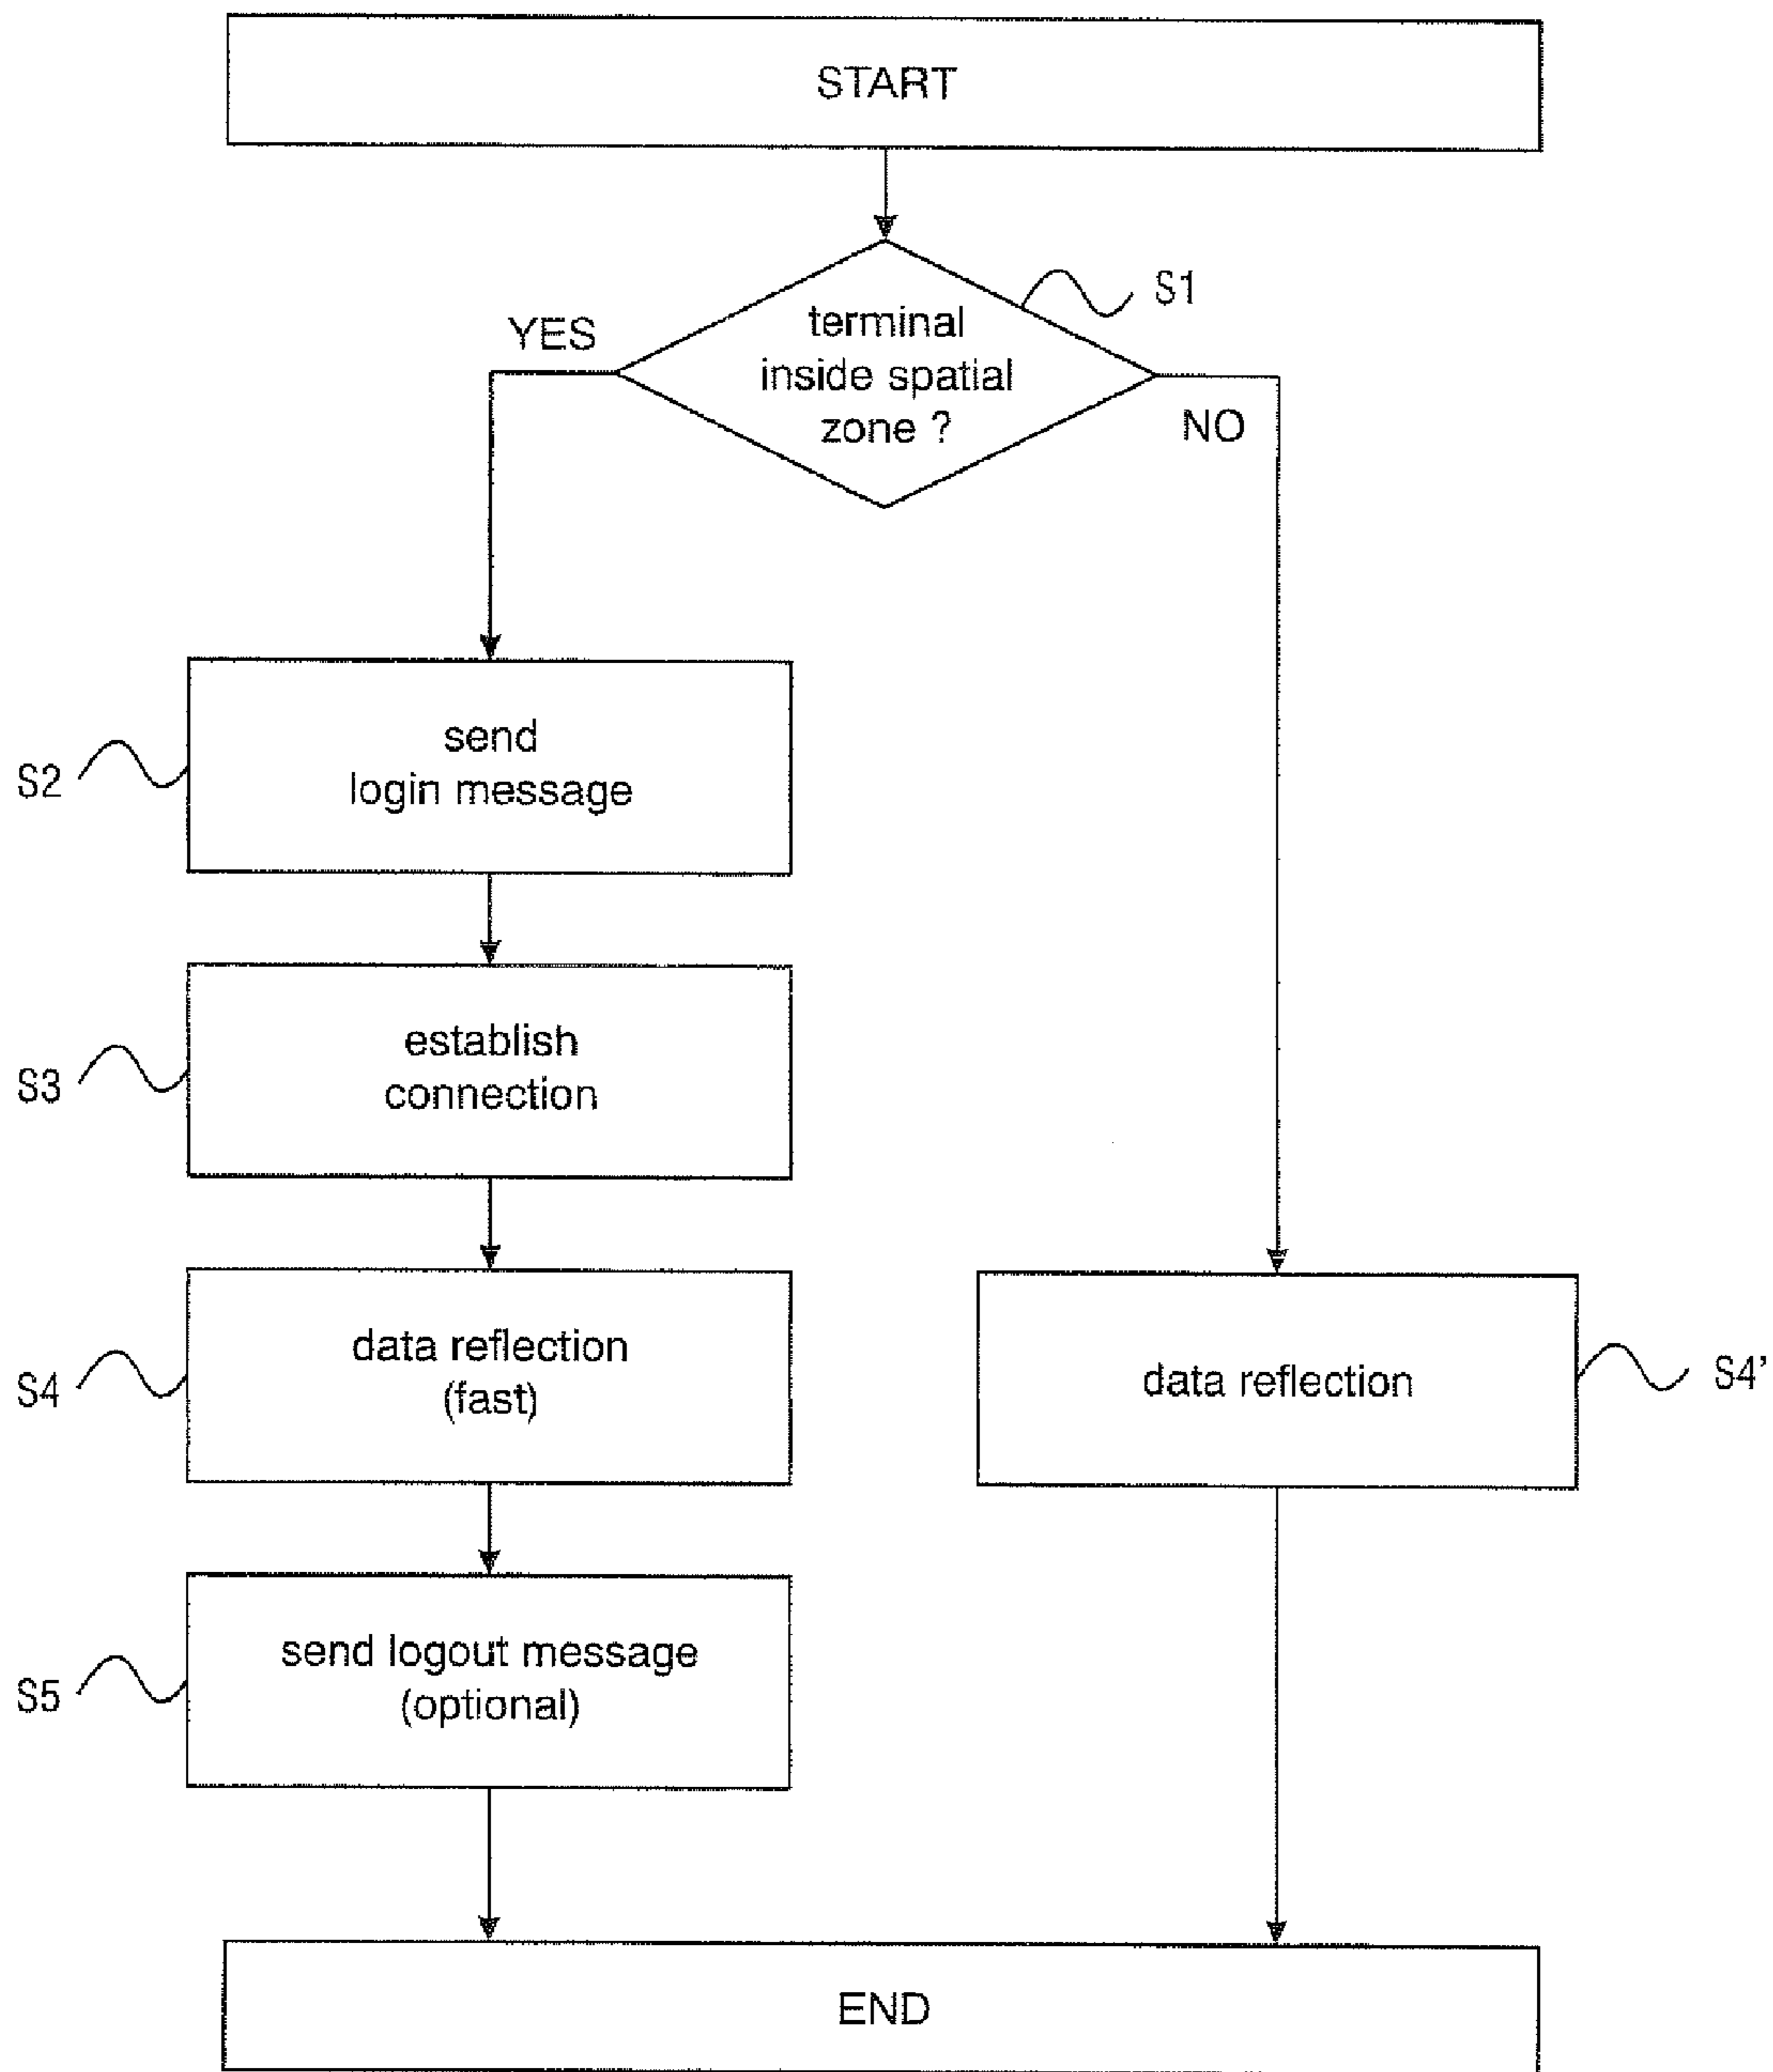 START
S1
terminal
inside spatial
zone ?
YES
NO
S2
send
login message
S3
establish
connection
S4
data reflection
(fast)
data reflection
S4'
S5
send logout message
(optional)
END